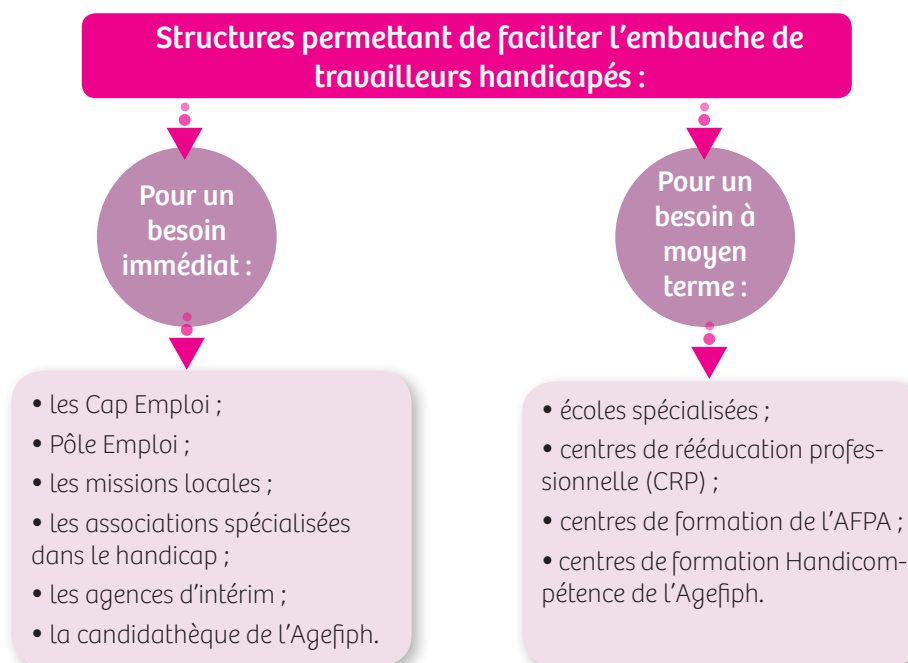 Structures permettant de faciliter l'embauche de
travailleurs handicapés :
Pour un
besoin
immédiat :
• les Cap Emploi ;
• Pôle Emploi ;
• les missions locales ;
• les associations spécialisées
dans le handicap ;
• les agences d'intérim ;
• la candidathèque de l'Agefiph.
Pour un
besoin à
moyen
terme :
• écoles spécialisées ;
• centres de rééducation profes-
sionnelle (CRP) ;
• centres de formation de l'AFPA ;
• centres de formation Handicom-
pétence de l'Agefiph.